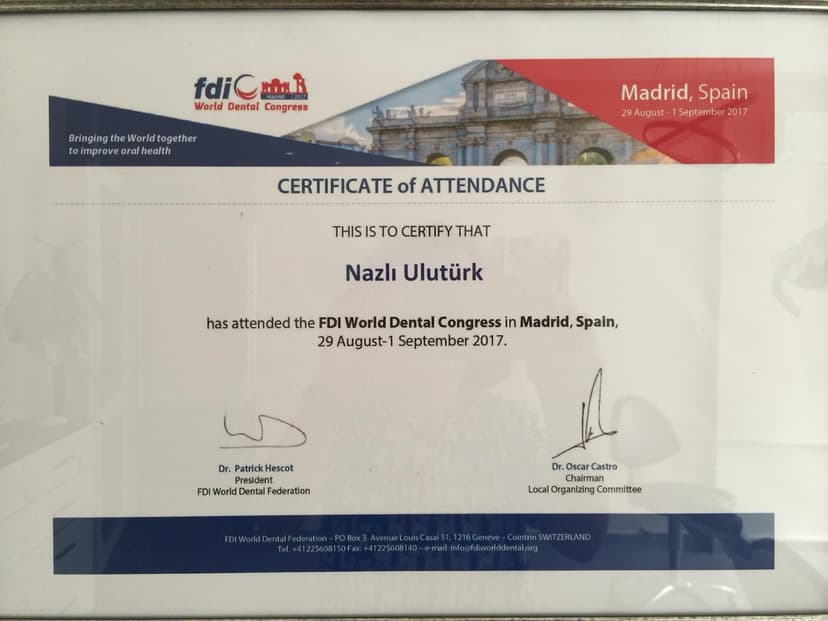 fdi
MADRID 2017
World Dental Congress
Madrid, Spain
29 August - 1 September 2017
Bringing the World together
to improve oral health
CERTIFICATE of ATTENDANCE
THIS IS TO CERTIFY THAT
Nazlı Ulutürk
has attended the FDI World Dental Congress in Madrid, Spain,
29 August-1 September 2017.
Dr. Patrick Hescot
President
FDI World Dental Federation
Dr. Oscar Castro
Chairman
Local Organizing Committee
FDI World Dental Federation – PO Box 3. Avenue Louis Casai 51, 1216 Geneve – Cointrin SWITZERLAND
Tel. +41225608150 Fax: +41225608140 – e-mail: info@fdiworlddental.org